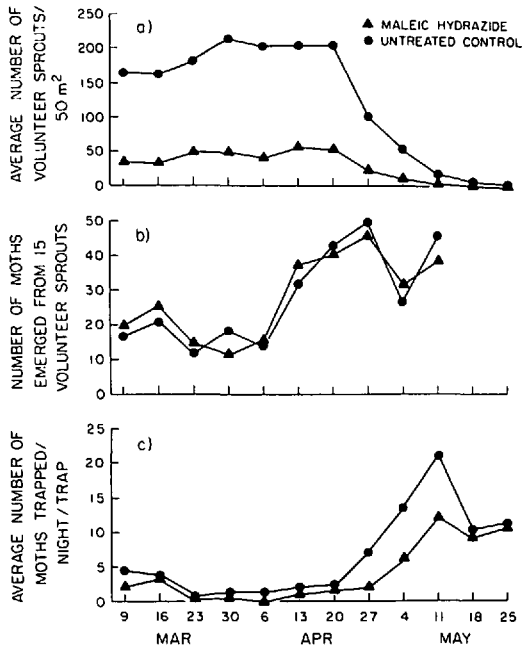 a)
▲ MALEIC HYDRAZIDE
● UNTREATED CONTROL
AVERAGE NUMBER OF
VOLUNTEER SPROUTS/
50 m²
250
200
150
100
50
0
b)
NUMBER OF MOTHS
EMERGED FROM 15
VOLUNTEER SPROUTS
50
40
30
20
10
0
c)
AVERAGE NUMBER OF
MOTHS TRAPPED/
NIGHT/TRAP
25
20
15
10
5
0
9 16 23 30 6 13 20 27 4 11 18 25
MAR APR MAY